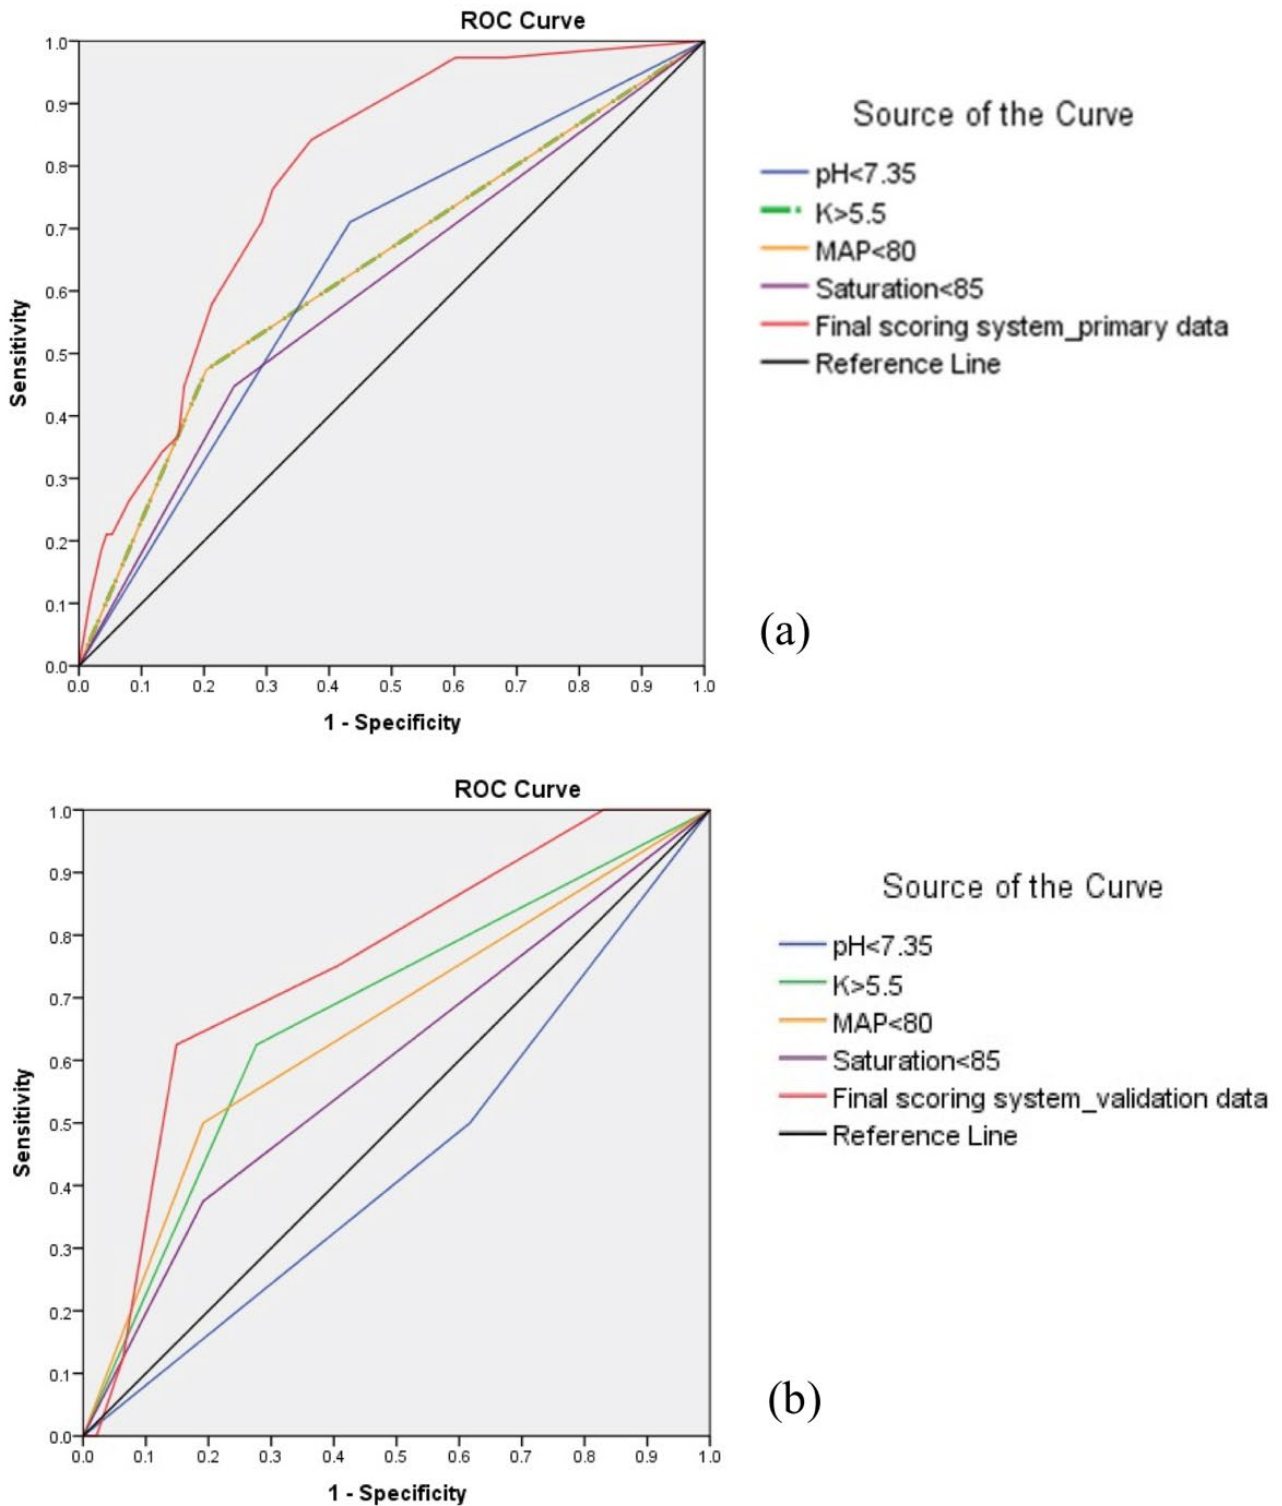 ROC Curve
1.0
0.9
0.8
0.7
0.6
0.5
0.4
0.3
0.2
0.1
0.0
Sensitivity
0.0 0.1 0.2 0.3 0.4 0.5 0.6 0.7 0.8 0.9 1.0
1 - Specificity
Source of the Curve
pH<7.35
K>5.5
MAP<80
Saturation<85
Final scoring system_primary data
Reference Line
(a)
ROC Curve
1.0
0.9
0.8
0.7
0.6
0.5
0.4
0.3
0.2
0.1
0.0
Sensitivity
0.0 0.1 0.2 0.3 0.4 0.5 0.6 0.7 0.8 0.9 1.0
1 - Specificity
Source of the Curve
pH<7.35
K>5.5
MAP<80
Saturation<85
Final scoring system_validation data
Reference Line
(b)